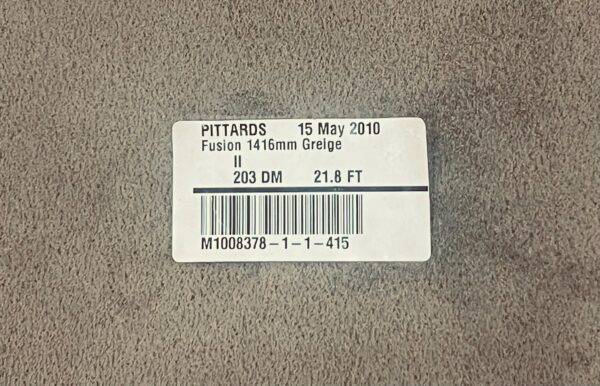 PITTARDS 15 May 2010
Fusion 1416mm Greige
II
203 DM 21.8 FT
M1008378-1-1-415